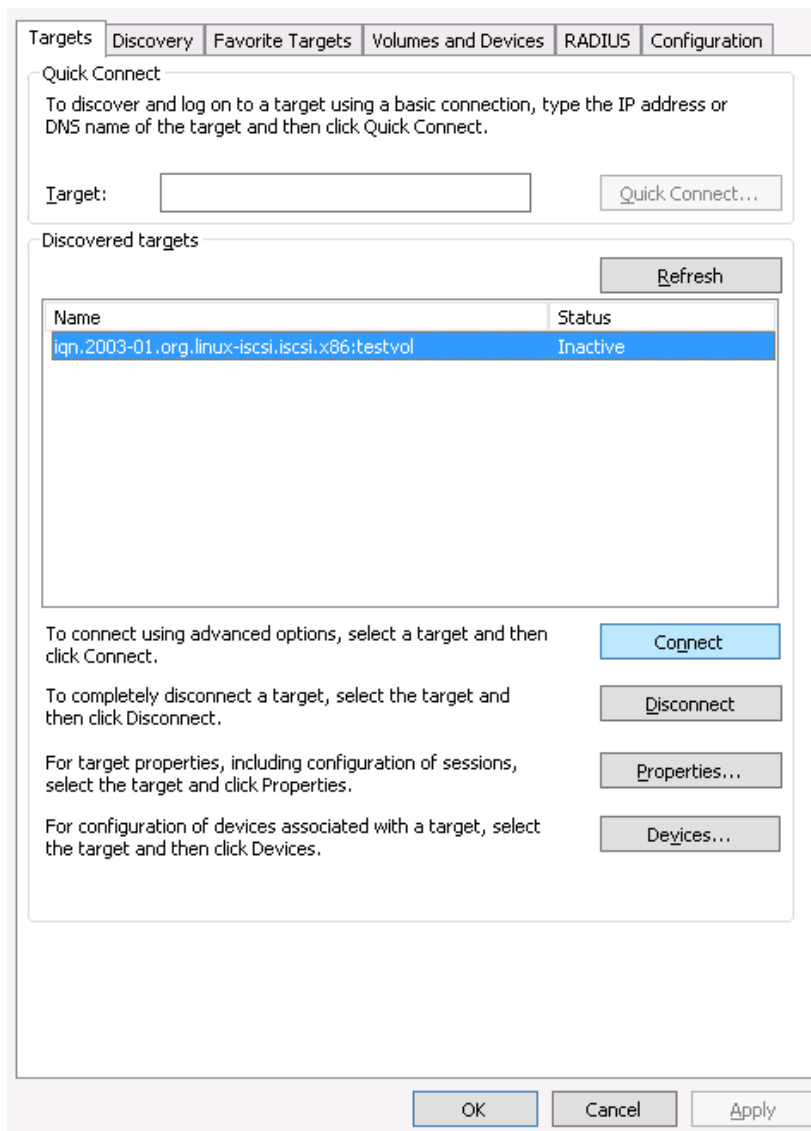 Targets Discovery Favorite Targets Volumes and Devices RADIUS Configuration
Quick Connect
To discover and log on to a target using a basic connection, type the IP address or
DNS name of the target and then click Quick Connect.
Target: Quick Connect...
Discovered targets
Refresh
Name Status
iqn.2003-01.org.linux-iscsi.iscsi.x86:testvol Inactive
To connect using advanced options, select a target and then
click Connect.
Connect
To completely disconnect a target, select the target and
then click Disconnect.
Disconnect
For target properties, including configuration of sessions,
select the target and click Properties.
Properties...
For configuration of devices associated with a target, select
the target and then click Devices.
Devices...
OK Cancel Apply